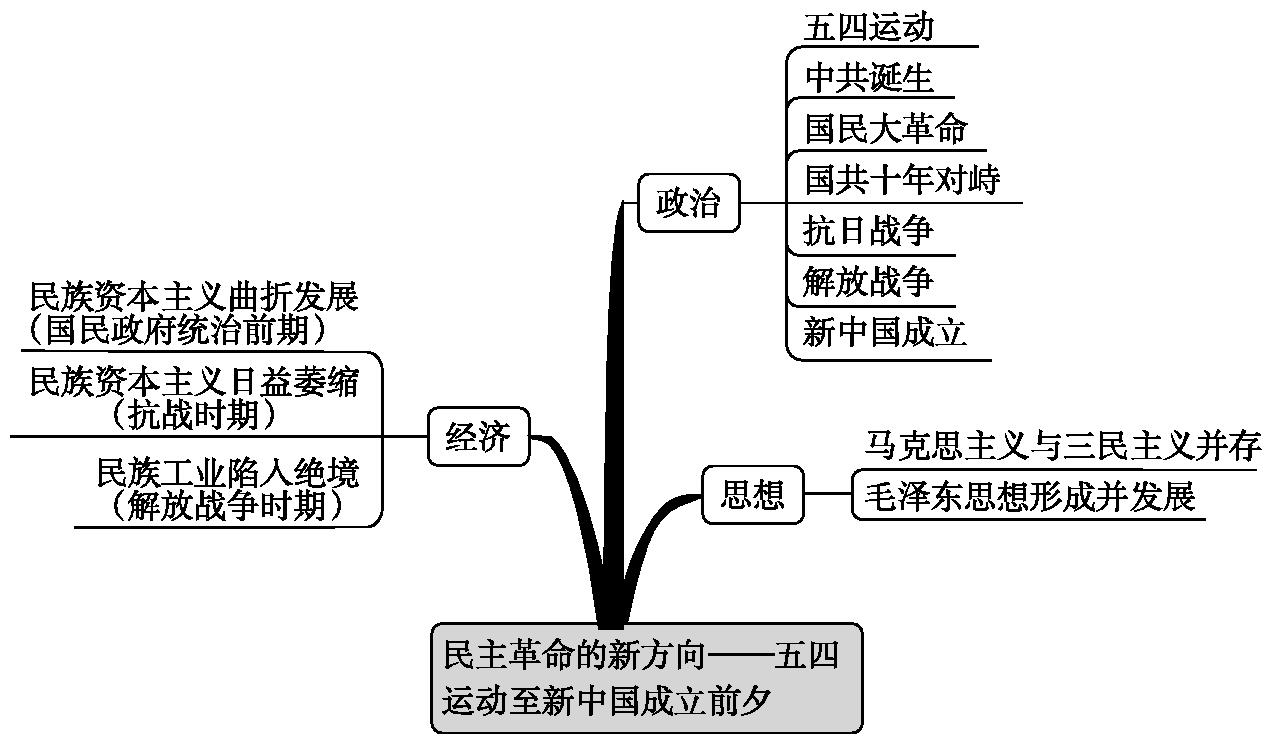 五四运动
中共诞生
国民大革命
国共十年对峙
政治
抗日战争
解放战争
新中国成立
民族资本主义曲折发展
(国民政府统治前期)
民族资本主义日益萎缩
(抗战时期)
经济
民族工业陷入绝境
(解放战争时期)
马克思主义与三民主义并存
思想
毛泽东思想形成并发展
民主革命的新方向——五四
运动至新中国成立前夕